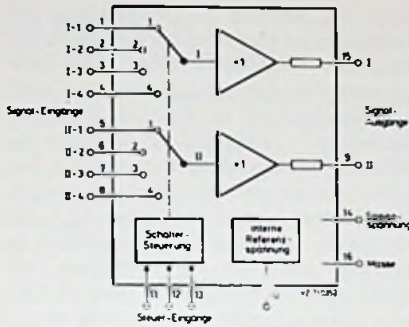 I-1 1 1
I-2 2 2
I-3 3 3
I-4 4 4
I
×1
15 I
Signal-Eingänge
Signal-
Ausgänge
II-1 5 1
II-2 6 2
II-3 7 3
II-4 8 4
II
×1
9 II
Schalter-
Steuerung
Interne
Referenz-
spannung
14
spannung
16 Masse
11 12 13
Steuer-Eingänge